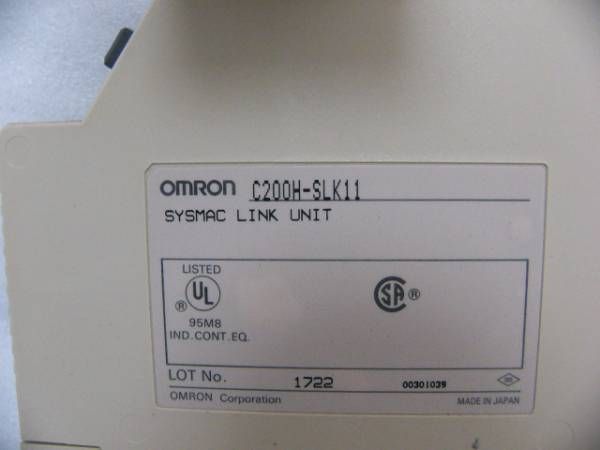 OMRON C200H-SLK11
SYSMAC LINK UNIT
LISTED
UL ®
95M8
IND.CONT.EQ.
SA ®
LOT No. 1722 00301039
OMRON Corporation MADE IN JAPAN